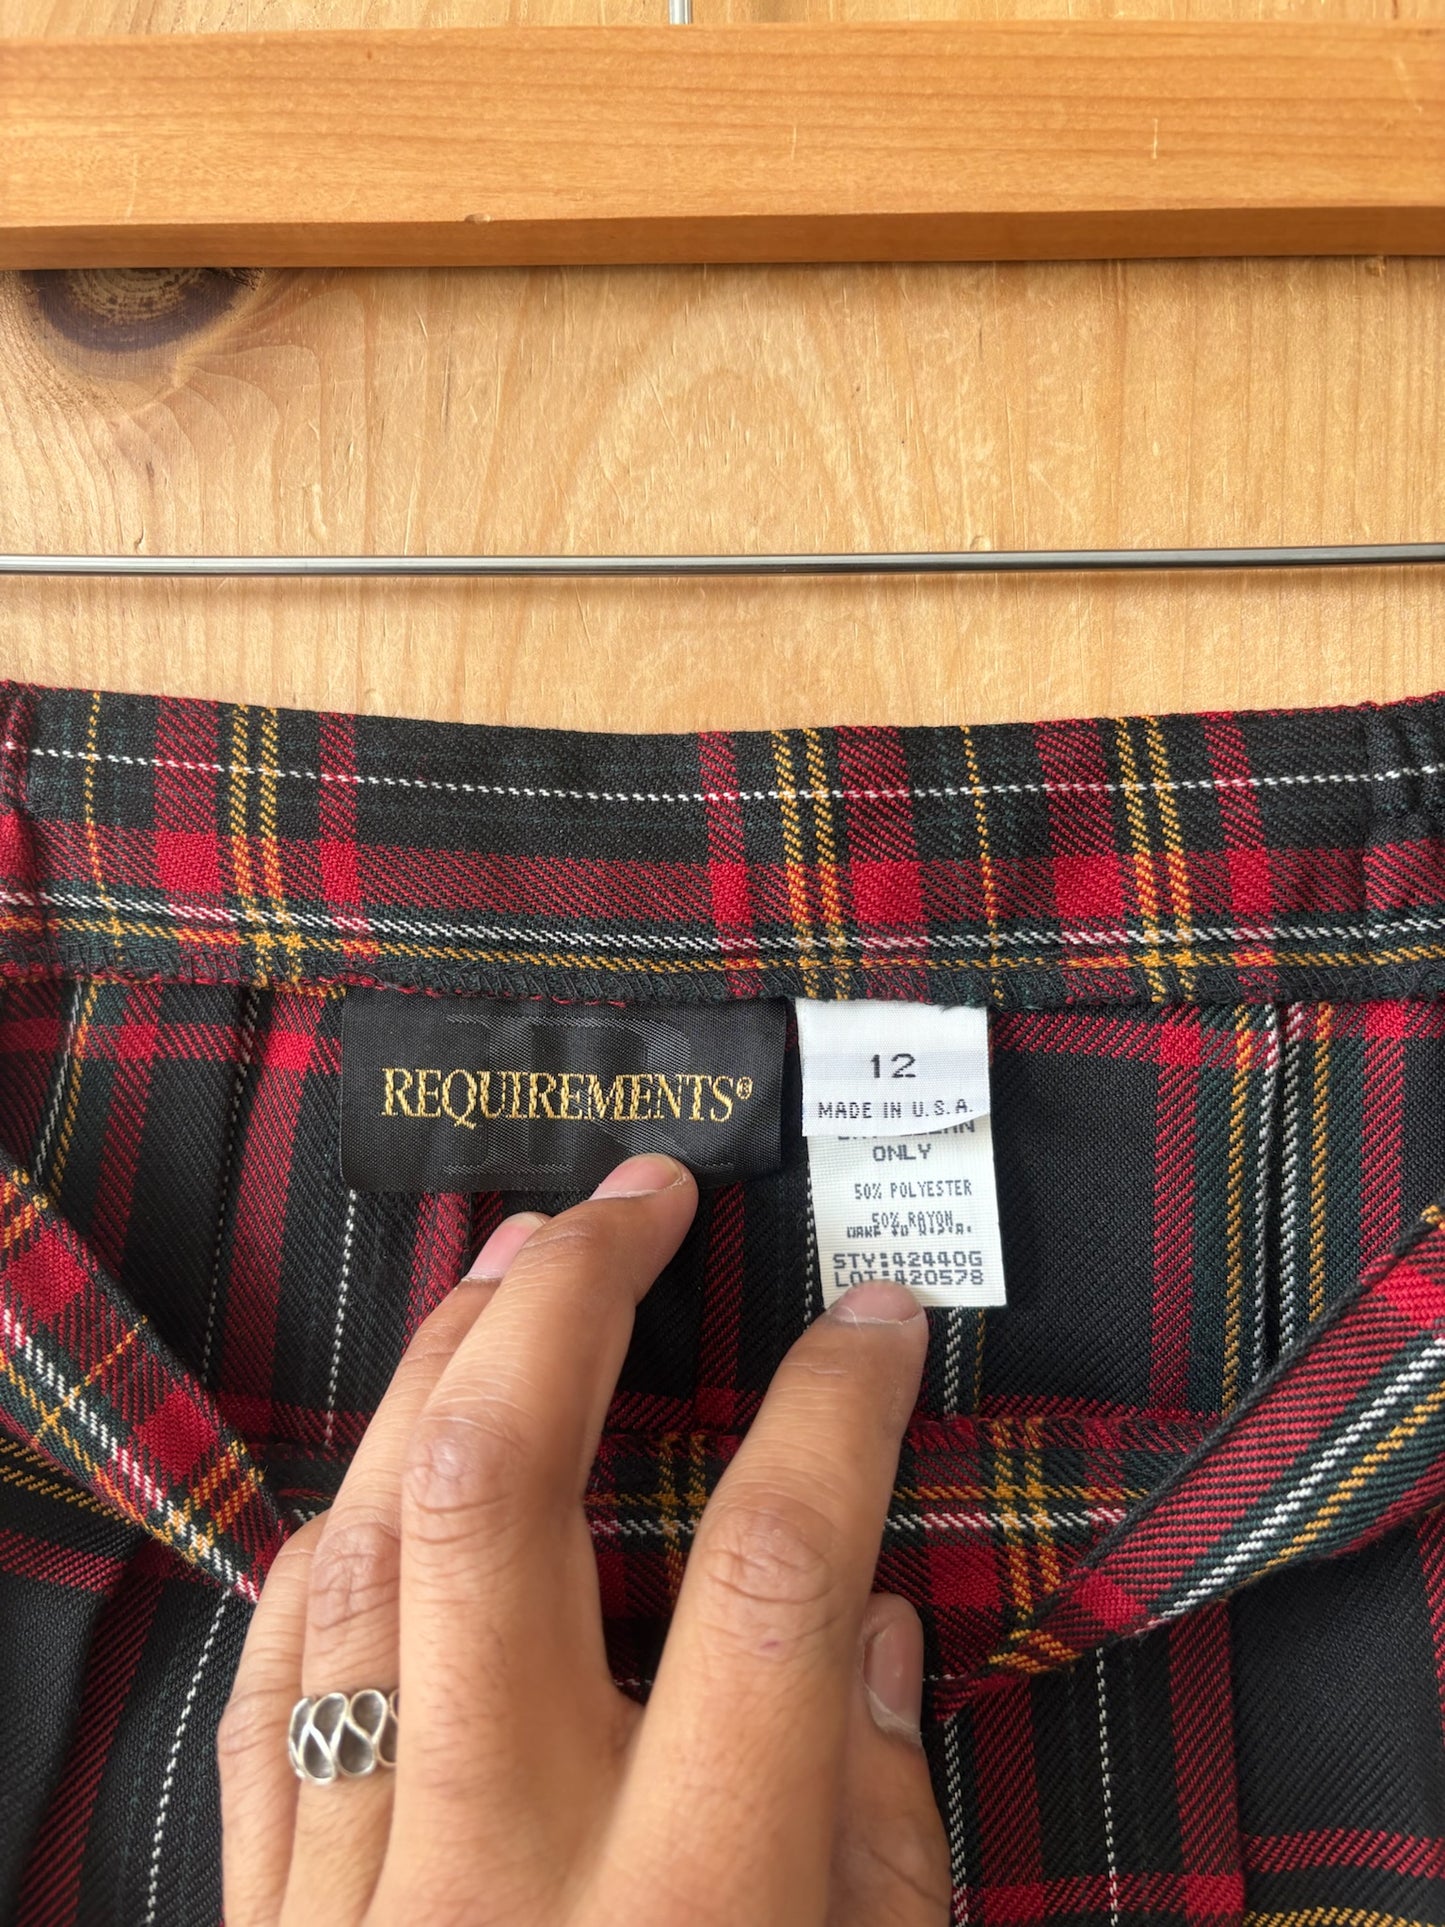 REQUIREMENTS®
12
MADE IN U.S.A.
ONLY
50% POLYESTER
50% RAYON
STY:42440G
LOT:420578